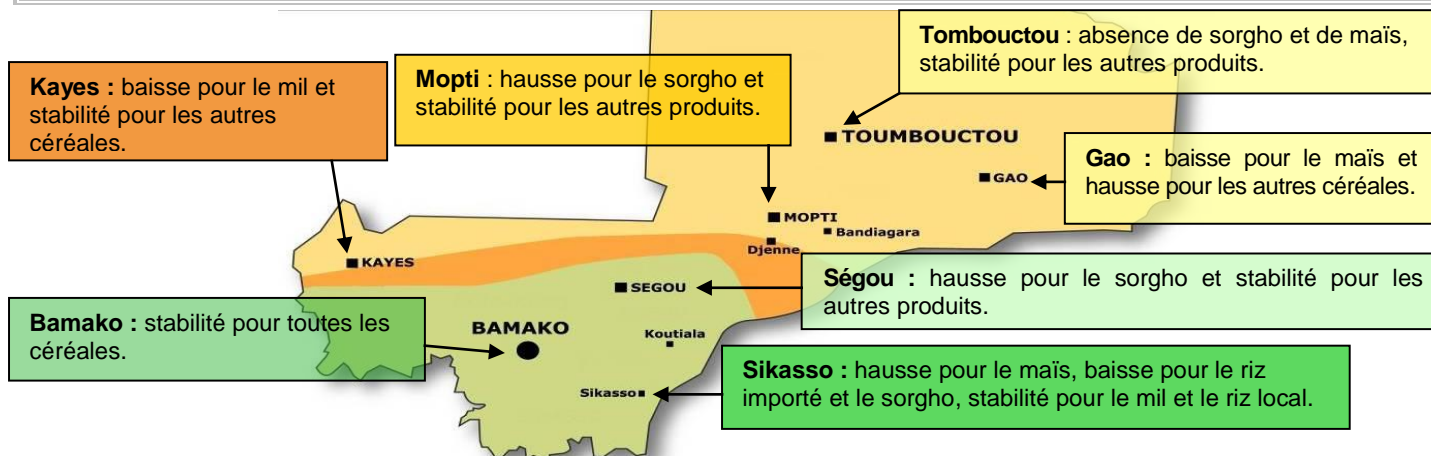 Tombouctou : absence de sorgho et de maïs,
stabilité pour les autres produits.
Kayes : baisse pour le mil et
stabilité pour les autres
céréales.
Mopti : hausse pour le sorgho et
stabilité pour les autres produits.
TOUMBOUCTOU
Gao : baisse pour le maïs et
hausse pour les autres céréales.
GAO
MOPTI
Bandiagara
Djenne
KAYES
Ségou : hausse pour le sorgho et stabilité pour les
autres produits.
SEGOU
Bamako : stabilité pour toutes les
céréales.
BAMAKO
Koutiala
Sikasso : hausse pour le maïs, baisse pour le riz
importé et le sorgho, stabilité pour le mil et le riz local.
Sikasso